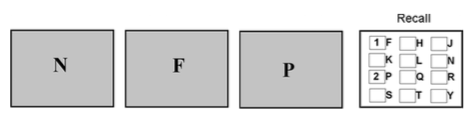 Recall
N F P
1 F H J
K L N
2 P Q R
S T Y